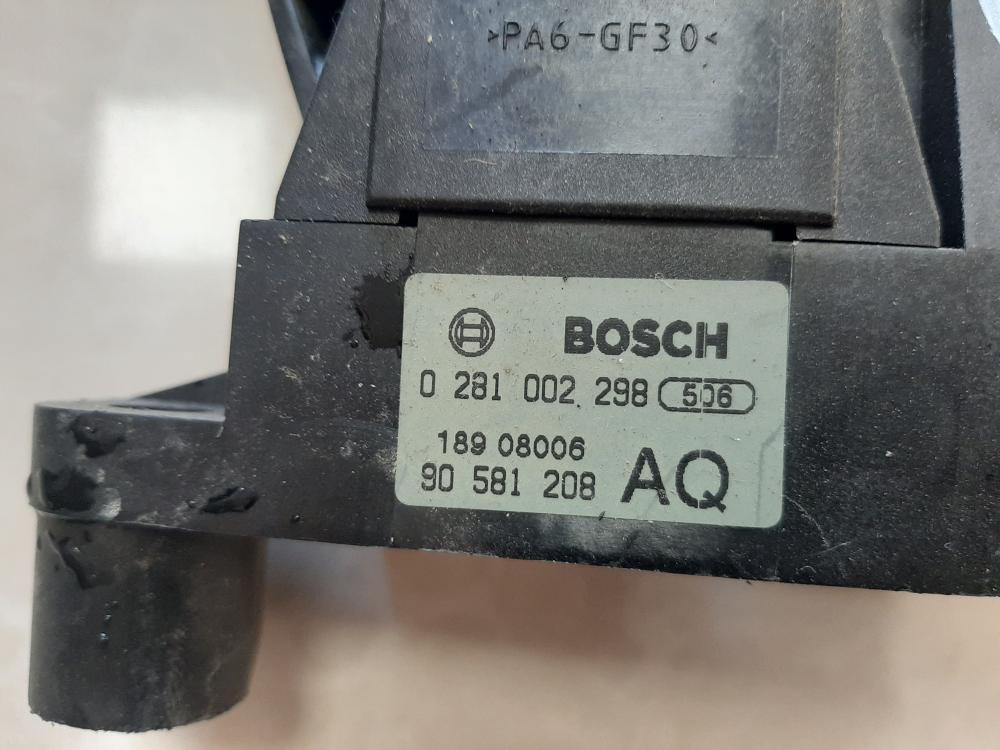 >PA6-GF30<
BOSCH
0 281 002 298 506
189 08006
90 581 208 AQ